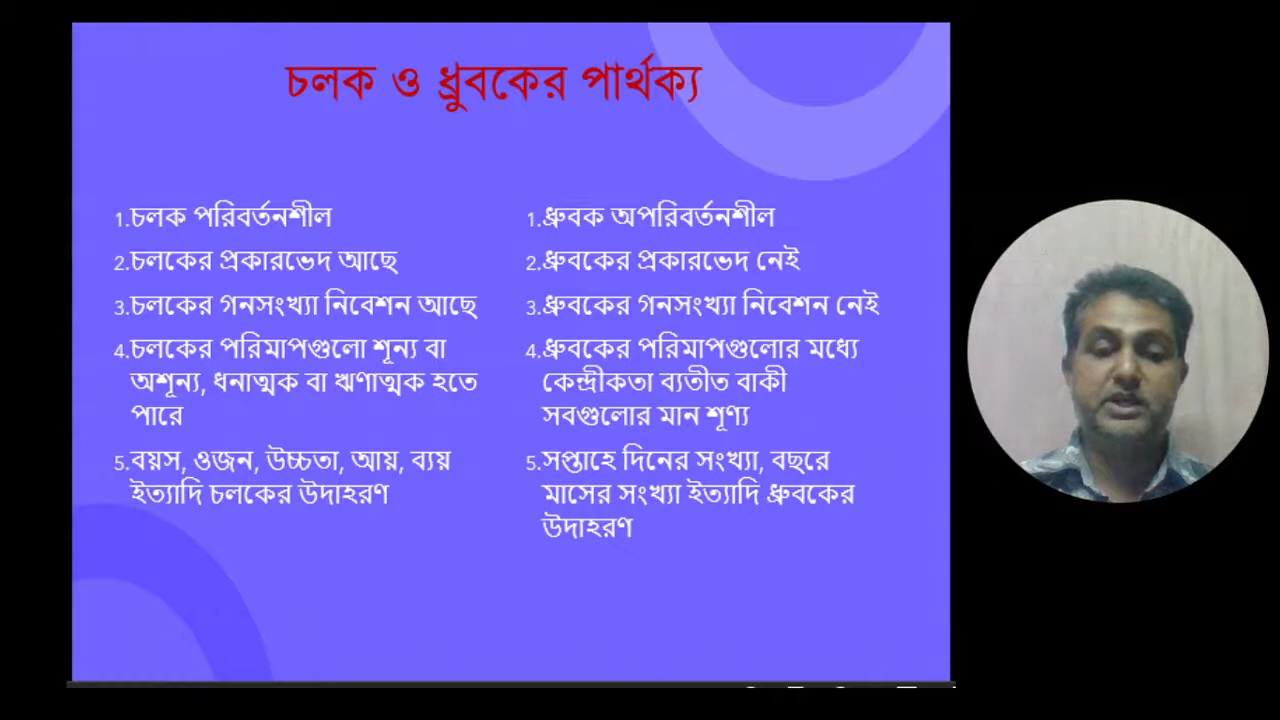 চলক ও ধ্রুবকের পার্থক্য
1.চলক পরিবর্তনশীল
2.চলকের প্রকারভেদ আছে
3.চলকের গনসংখ্যা নিবেশন আছে
4.চলকের পরিমাপগুলো শূন্য বা
অশূন্য, ধনাত্মক বা ঋণাত্মক হতে
পারে
5.বয়স, ওজন, উচ্চতা, আয়, ব্যয়
ইত্যাদি চলকের উদাহরণ
1.ধ্রুবক অপরিবর্তনশীল
2.ধ্রুবকের প্রকারভেদ নেই
3.ধ্রুবকের গনসংখ্যা নিবেশন নেই
4.ধ্রুবকের পরিমাপগুলোর মধ্যে
কেন্দ্রীকতা ব্যতীত বাকী
সবগুলোর মান শূণ্য
5.সপ্তাহে দিনের সংখ্যা, বছরে
মাসের সংখ্যা ইত্যাদি ধ্রুবকের
উদাহরণ